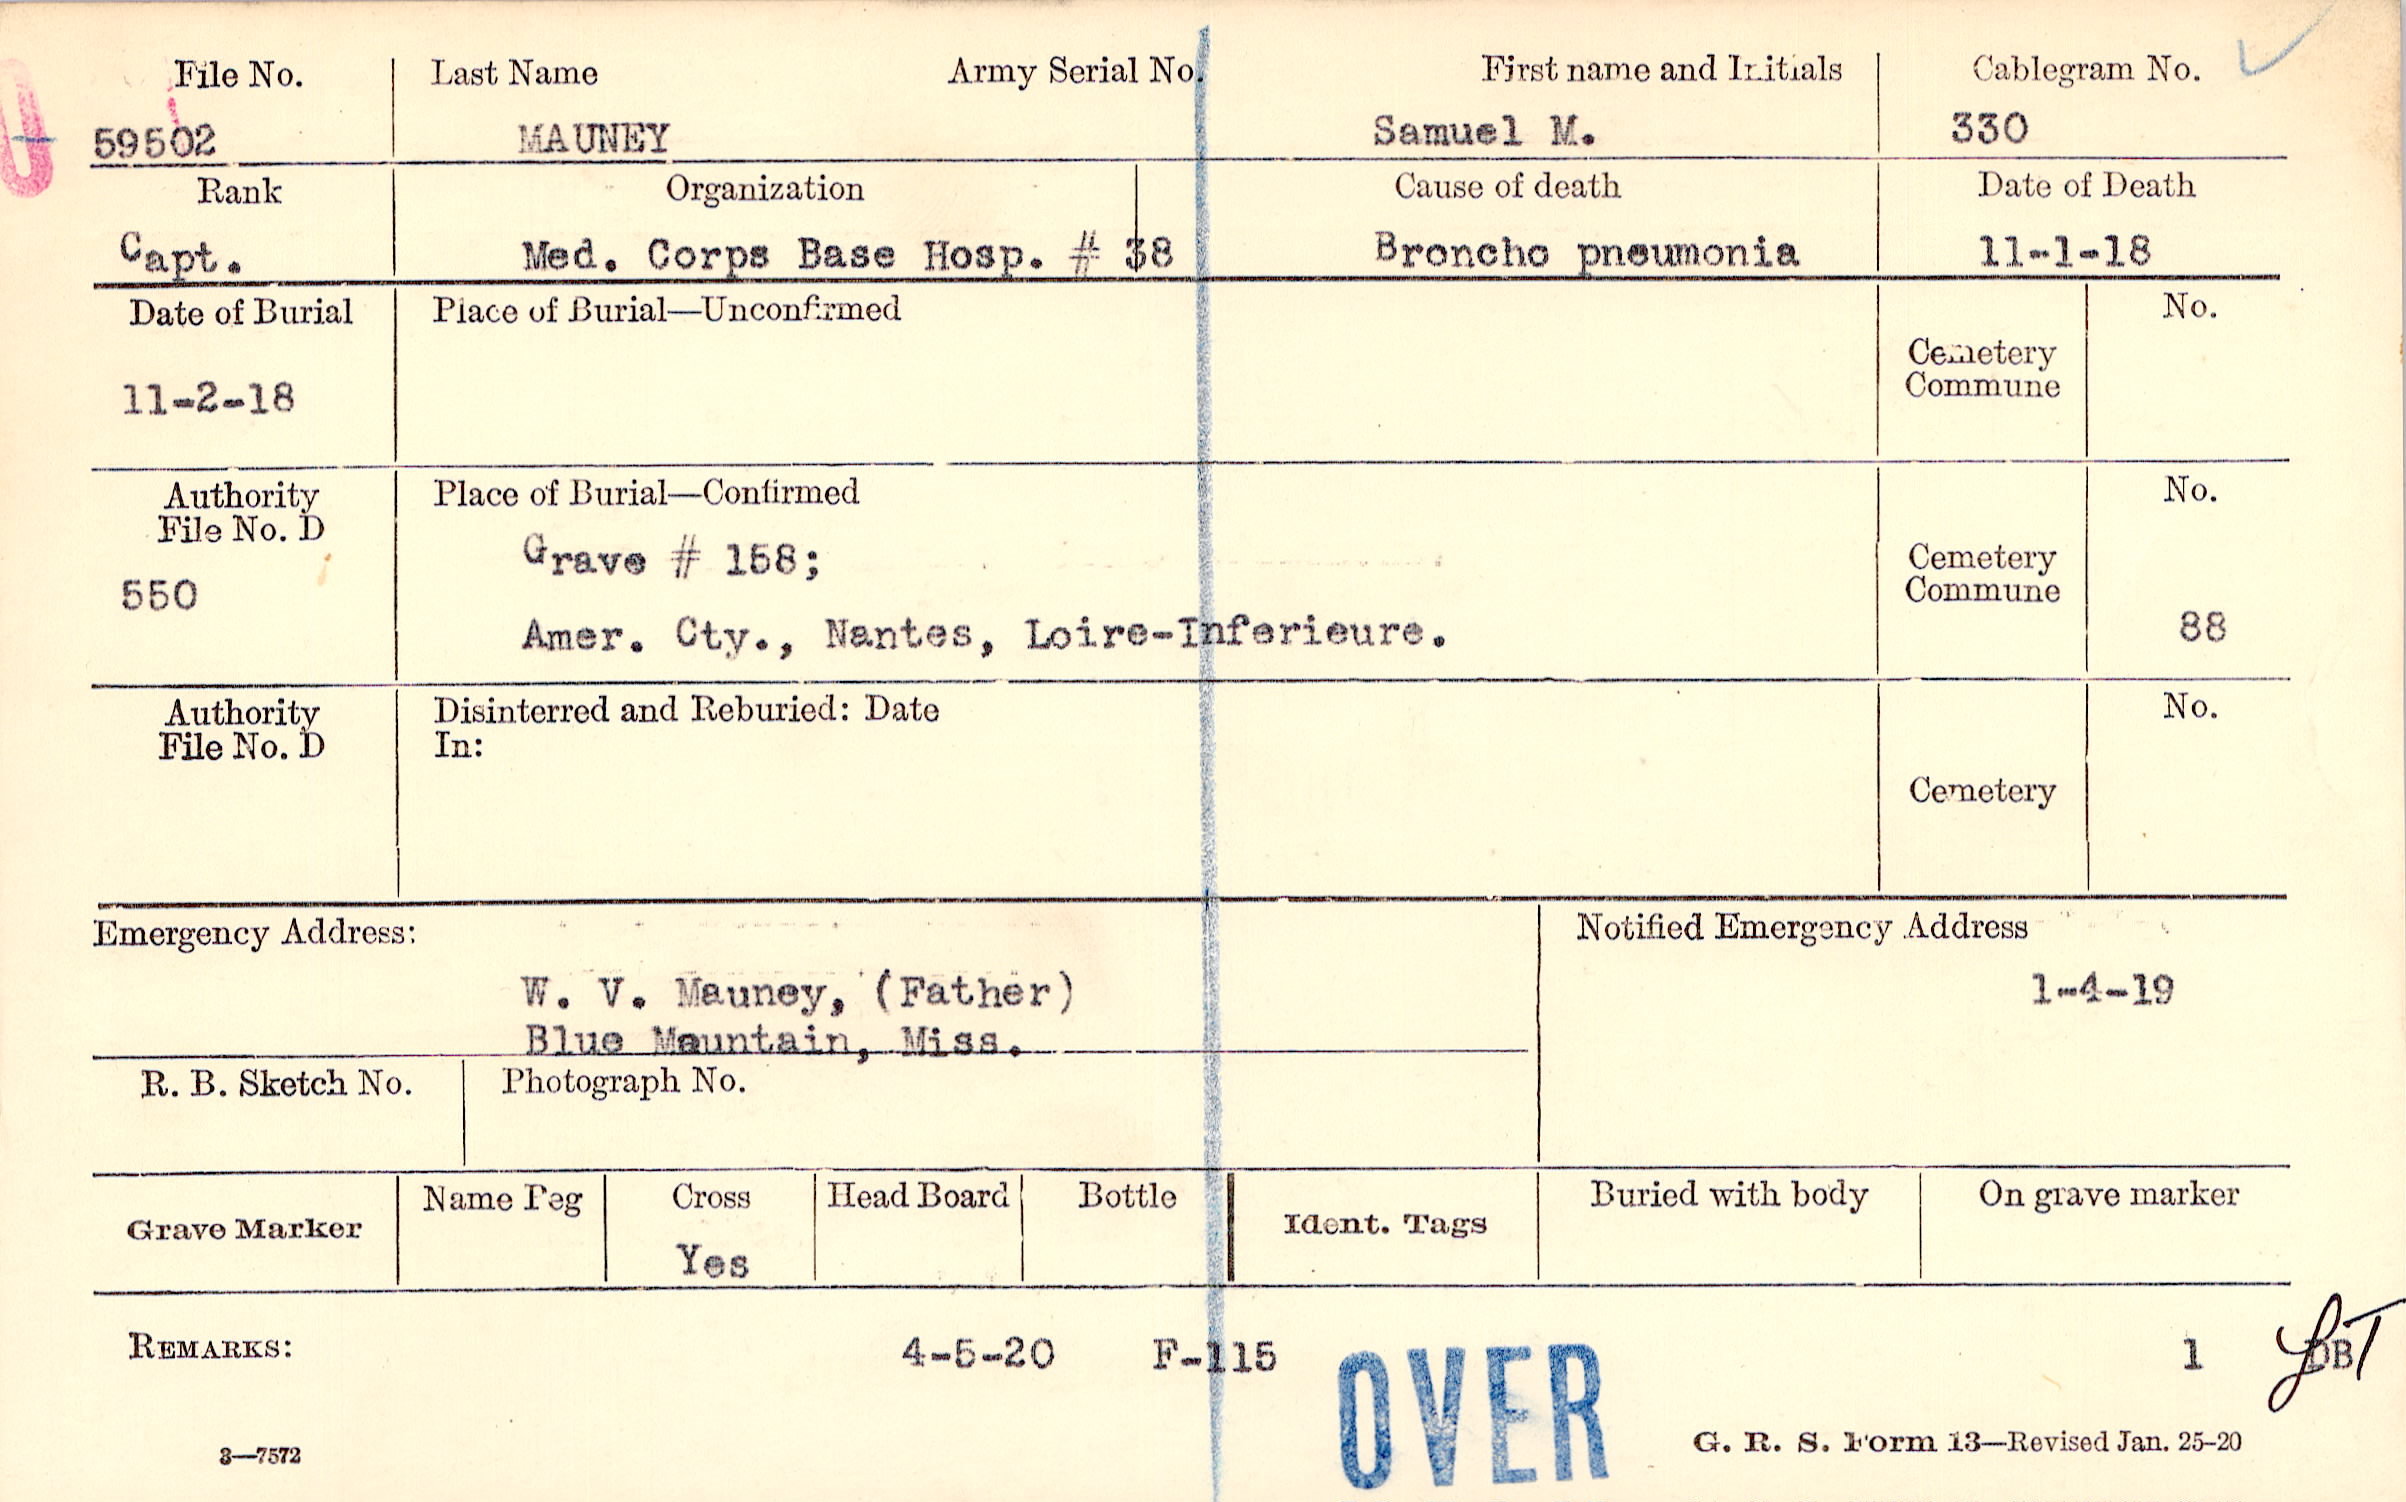 File No. Last Name Army Serial No. First name and Initials Cablegram No.
59502 MAUNEY Samuel M. 330
Rank Organization Cause of death Date of Death
Capt. Med. Corps Base Hosp. # 38 Broncho pneumonia 11-1-18
Date of Burial Place of Burial—Unconfirmed No.
Cemetery
Commune
11-2-18
Authority Place of Burial—Confirmed No.
File No. D
Grave # 158; Cemetery
550 Commune
Amer. Cty., Nantes, Loire-Inferieure. 88
Authority Disinterred and Reburied: Date No.
File No. D In:
Cemetery
Emergency Address: Notified Emergency Address
W. V. Mauney, (Father) 1-4-19
Blue Mountain, Miss.
R. B. Sketch No. Photograph No.
Grave Marker Name Peg Cross Head Board Bottle Ident. Tags Buried with body On grave marker
Yes
REMARKS: 4-5-20 F-115 1 DB
OVER
3—7572 G. R. S. Form 13—Revised Jan. 25-20